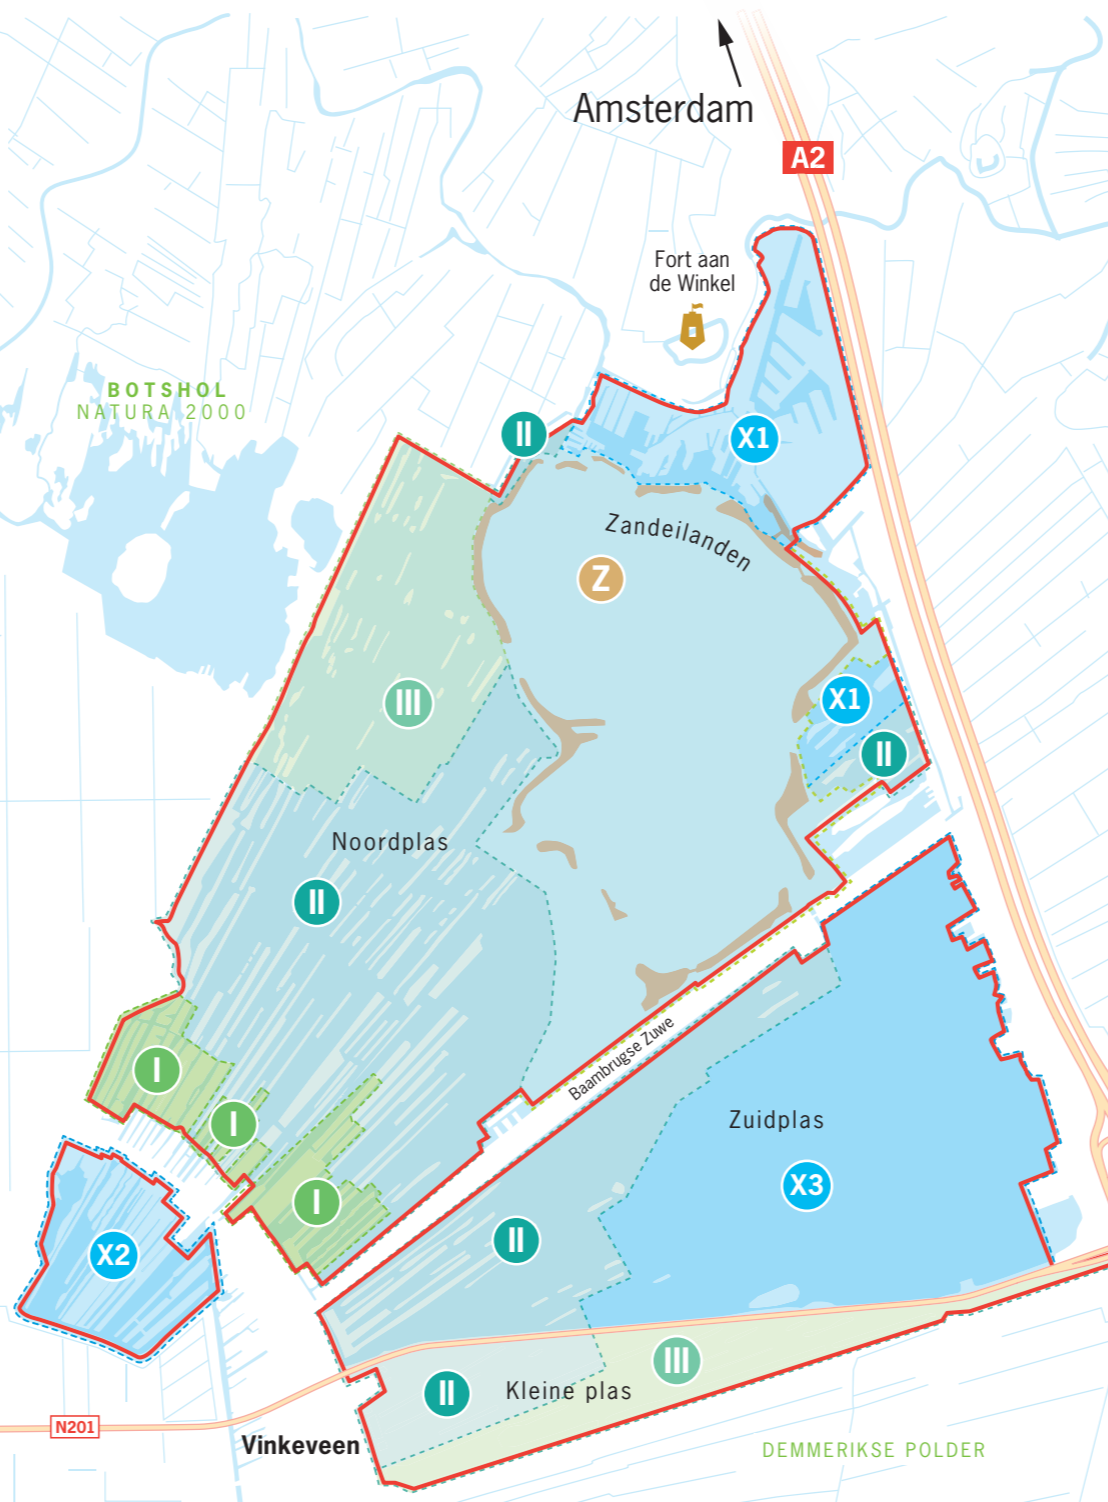 Amsterdam
A2
Fort aan
de Winkel
BOTSHOL
NATURA 2000
II
X1
Zandeilanden
Z
III
X1
II
Noordplas
II
Baambrugse Zuwe
I
I
I
Zuidplas
X3
X2
II
III
II
Kleine plas
N201
Vinkeveen
DEMMERIKSE POLDER